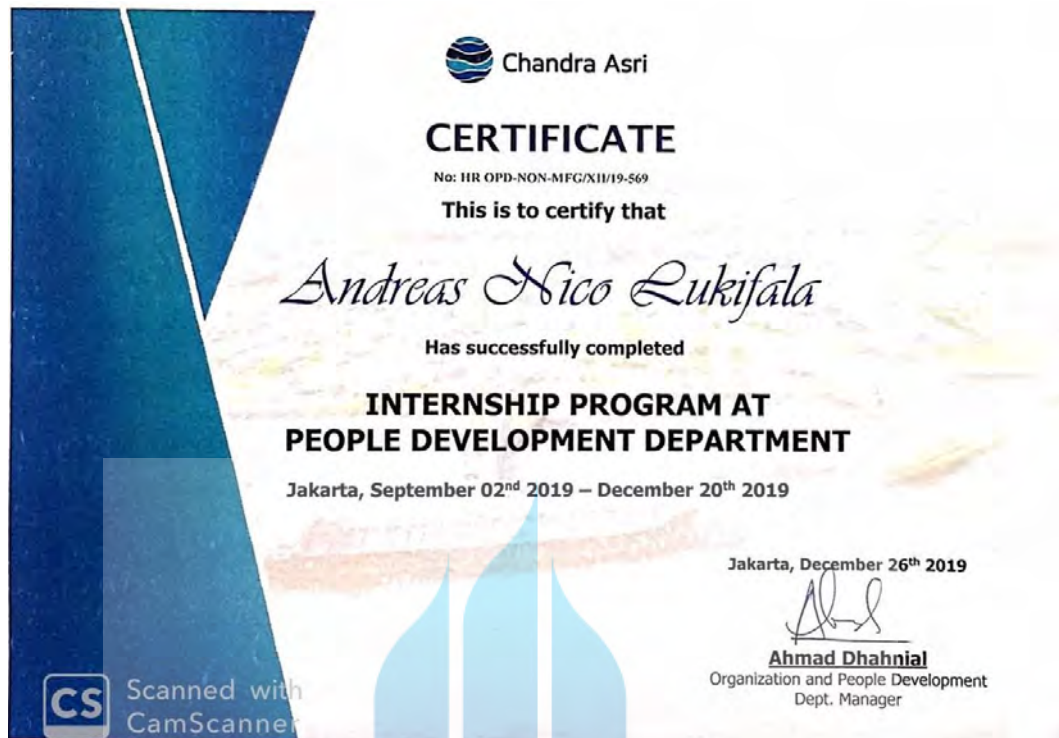 Chandra Asri
CERTIFICATE
No: HR OPD-NON-MFG/XII/19-569
This is to certify that
Andreas Nico Lukifala
Has successfully completed
INTERNSHIP PROGRAM AT
PEOPLE DEVELOPMENT DEPARTMENT
Jakarta, September 02nd 2019 – December 20th 2019
Jakarta, December 26th 2019
Ahmad Dhahnial
Organization and People Development
Dept. Manager
CS
Scanned with
CamScanner